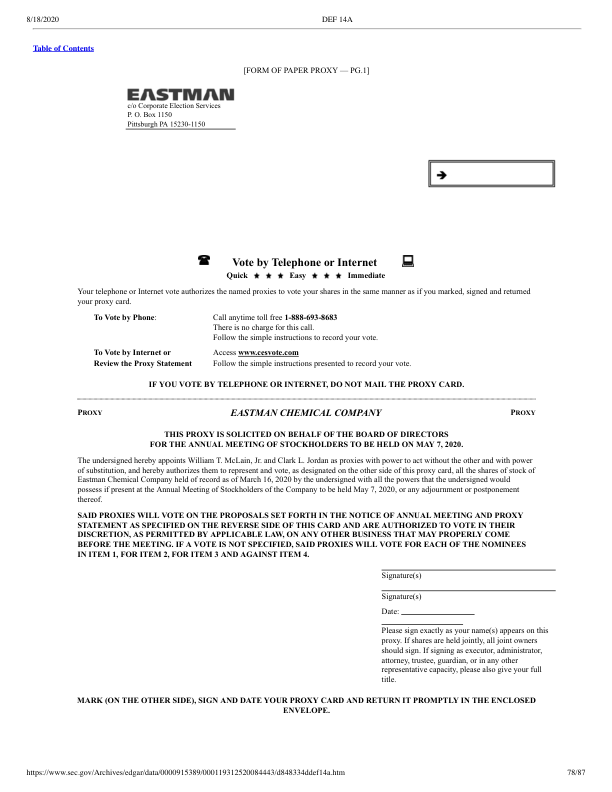 8/18/2020 DEF 14A
Table of Contents
[FORM OF PAPER PROXY — PG.1]
EASTMAN
c/o Corporate Election Services
P. O. Box 1150
Pittsburgh PA 15230-1150
➔
☎ Vote by Telephone or Internet 💻
Quick ★ ★ ★ Easy ★ ★ ★ Immediate
Your telephone or Internet vote authorizes the named proxies to vote your shares in the same manner as if you marked, signed and returned
your proxy card.
To Vote by Phone: Call anytime toll free 1-888-693-8683
There is no charge for this call.
Follow the simple instructions to record your vote.
To Vote by Internet or Access www.cesvote.com
Review the Proxy Statement Follow the simple instructions presented to record your vote.
IF YOU VOTE BY TELEPHONE OR INTERNET, DO NOT MAIL THE PROXY CARD.
PROXY EASTMAN CHEMICAL COMPANY PROXY
THIS PROXY IS SOLICITED ON BEHALF OF THE BOARD OF DIRECTORS
FOR THE ANNUAL MEETING OF STOCKHOLDERS TO BE HELD ON MAY 7, 2020.
The undersigned hereby appoints William T. McLain, Jr. and Clark L. Jordan as proxies with power to act without the other and with power
of substitution, and hereby authorizes them to represent and vote, as designated on the other side of this proxy card, all the shares of stock of
Eastman Chemical Company held of record as of March 16, 2020 by the undersigned with all the powers that the undersigned would
possess if present at the Annual Meeting of Stockholders of the Company to be held May 7, 2020, or any adjournment or postponement
thereof.
SAID PROXIES WILL VOTE ON THE PROPOSALS SET FORTH IN THE NOTICE OF ANNUAL MEETING AND PROXY
STATEMENT AS SPECIFIED ON THE REVERSE SIDE OF THIS CARD AND ARE AUTHORIZED TO VOTE IN THEIR
DISCRETION, AS PERMITTED BY APPLICABLE LAW, ON ANY OTHER BUSINESS THAT MAY PROPERLY COME
BEFORE THE MEETING. IF A VOTE IS NOT SPECIFIED, SAID PROXIES WILL VOTE FOR EACH OF THE NOMINEES
IN ITEM 1, FOR ITEM 2, FOR ITEM 3 AND AGAINST ITEM 4.
Signature(s)
Signature(s)
Date:
Please sign exactly as your name(s) appears on this
proxy. If shares are held jointly, all joint owners
should sign. If signing as executor, administrator,
attorney, trustee, guardian, or in any other
representative capacity, please also give your full
title.
MARK (ON THE OTHER SIDE), SIGN AND DATE YOUR PROXY CARD AND RETURN IT PROMPTLY IN THE ENCLOSED
ENVELOPE.
https://www.sec.gov/Archives/edgar/data/0000915389/000119312520084443/d848334ddef14a.htm 78/87